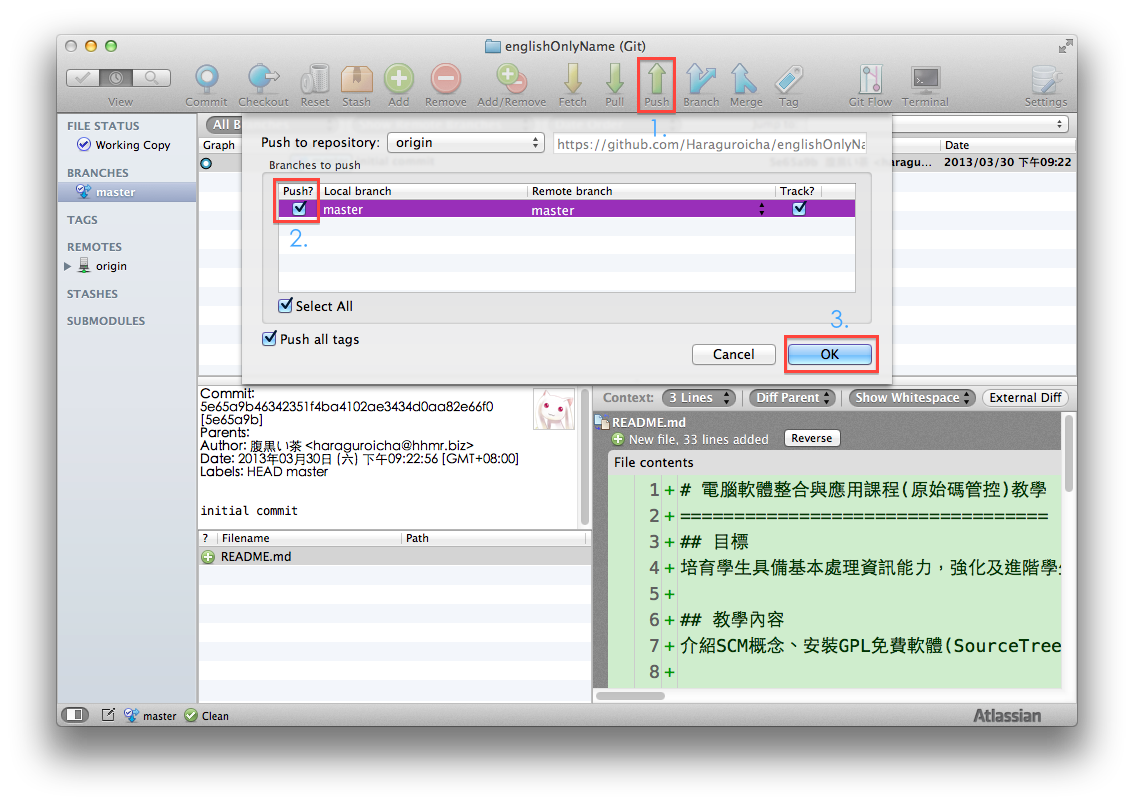 englishOnlyName (Git)
View Commit Checkout Reset Stash Add Remove Add/Remove Fetch Pull Push Branch Merge Tag Git Flow Terminal Settings
1.
FILE STATUS
Working Copy
BRANCHES
master
TAGS
REMOTES
origin
STASHES
SUBMODULES
All B
Graph Date
aragu... 2013/03/30 下午09:22
Push to repository: origin https://github.com/Haraguroicha/englishOnlyNa
Branches to push
Push? Local branch Remote branch Track?
master master
2.
Select All
Push all tags
3.
Cancel OK
Commit:
5e65a9b46342351f4ba4102ae3434d0aa82e66f0
[5e65a9b]
Parents:
Author: 腹黒い茶 <haraguroicha@hhmr.biz>
Date: 2013年03月30日 (六) 下午09:22:56 [GMT+08:00]
Labels: HEAD master
initial commit
? Filename Path
README.md
Context: 3 Lines Diff Parent Show Whitespace External Diff
README.md
New file, 33 lines added Reverse
File contents
1 + # 電腦軟體整合與應用課程(原始碼管控)教學
2 + ==================================
3 + ## 目標
4 + 培育學生具備基本處理資訊能力，強化及進階學
5 +
6 + ## 教學內容
7 + 介紹SCM概念、安裝GPL免費軟體(SourceTree
8 +
master Clean
Atlassian